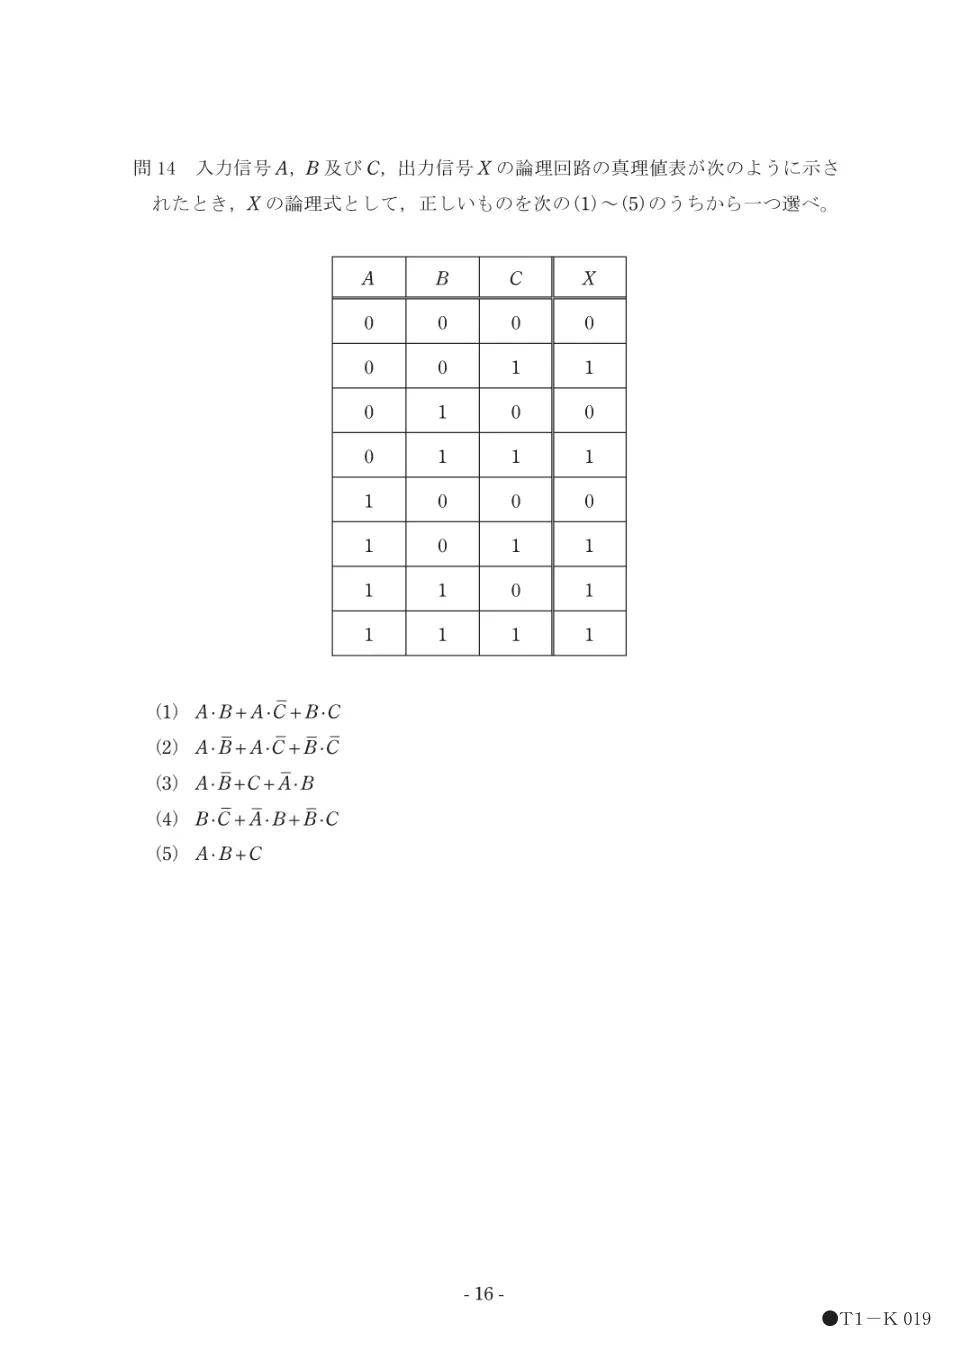 問 14　入力信号 A，B 及び C，出力信号 X の論理回路の真理値表が次のように示さ
れたとき，X の論理式として，正しいものを次の(1)～(5)のうちから一つ選べ。
A B C X
0 0 0 0
0 0 1 1
0 1 0 0
0 1 1 1
1 0 0 0
1 0 1 1
1 1 0 1
1 1 1 1
(1) A·B+A·C̅+B·C
(2) A·B̅+A·C̅+B̅·C̅
(3) A·B̅+C+A̅·B
(4) B·C̅+A̅·B+B̅·C
(5) A·B+C
- 16 -
●T1－K 019